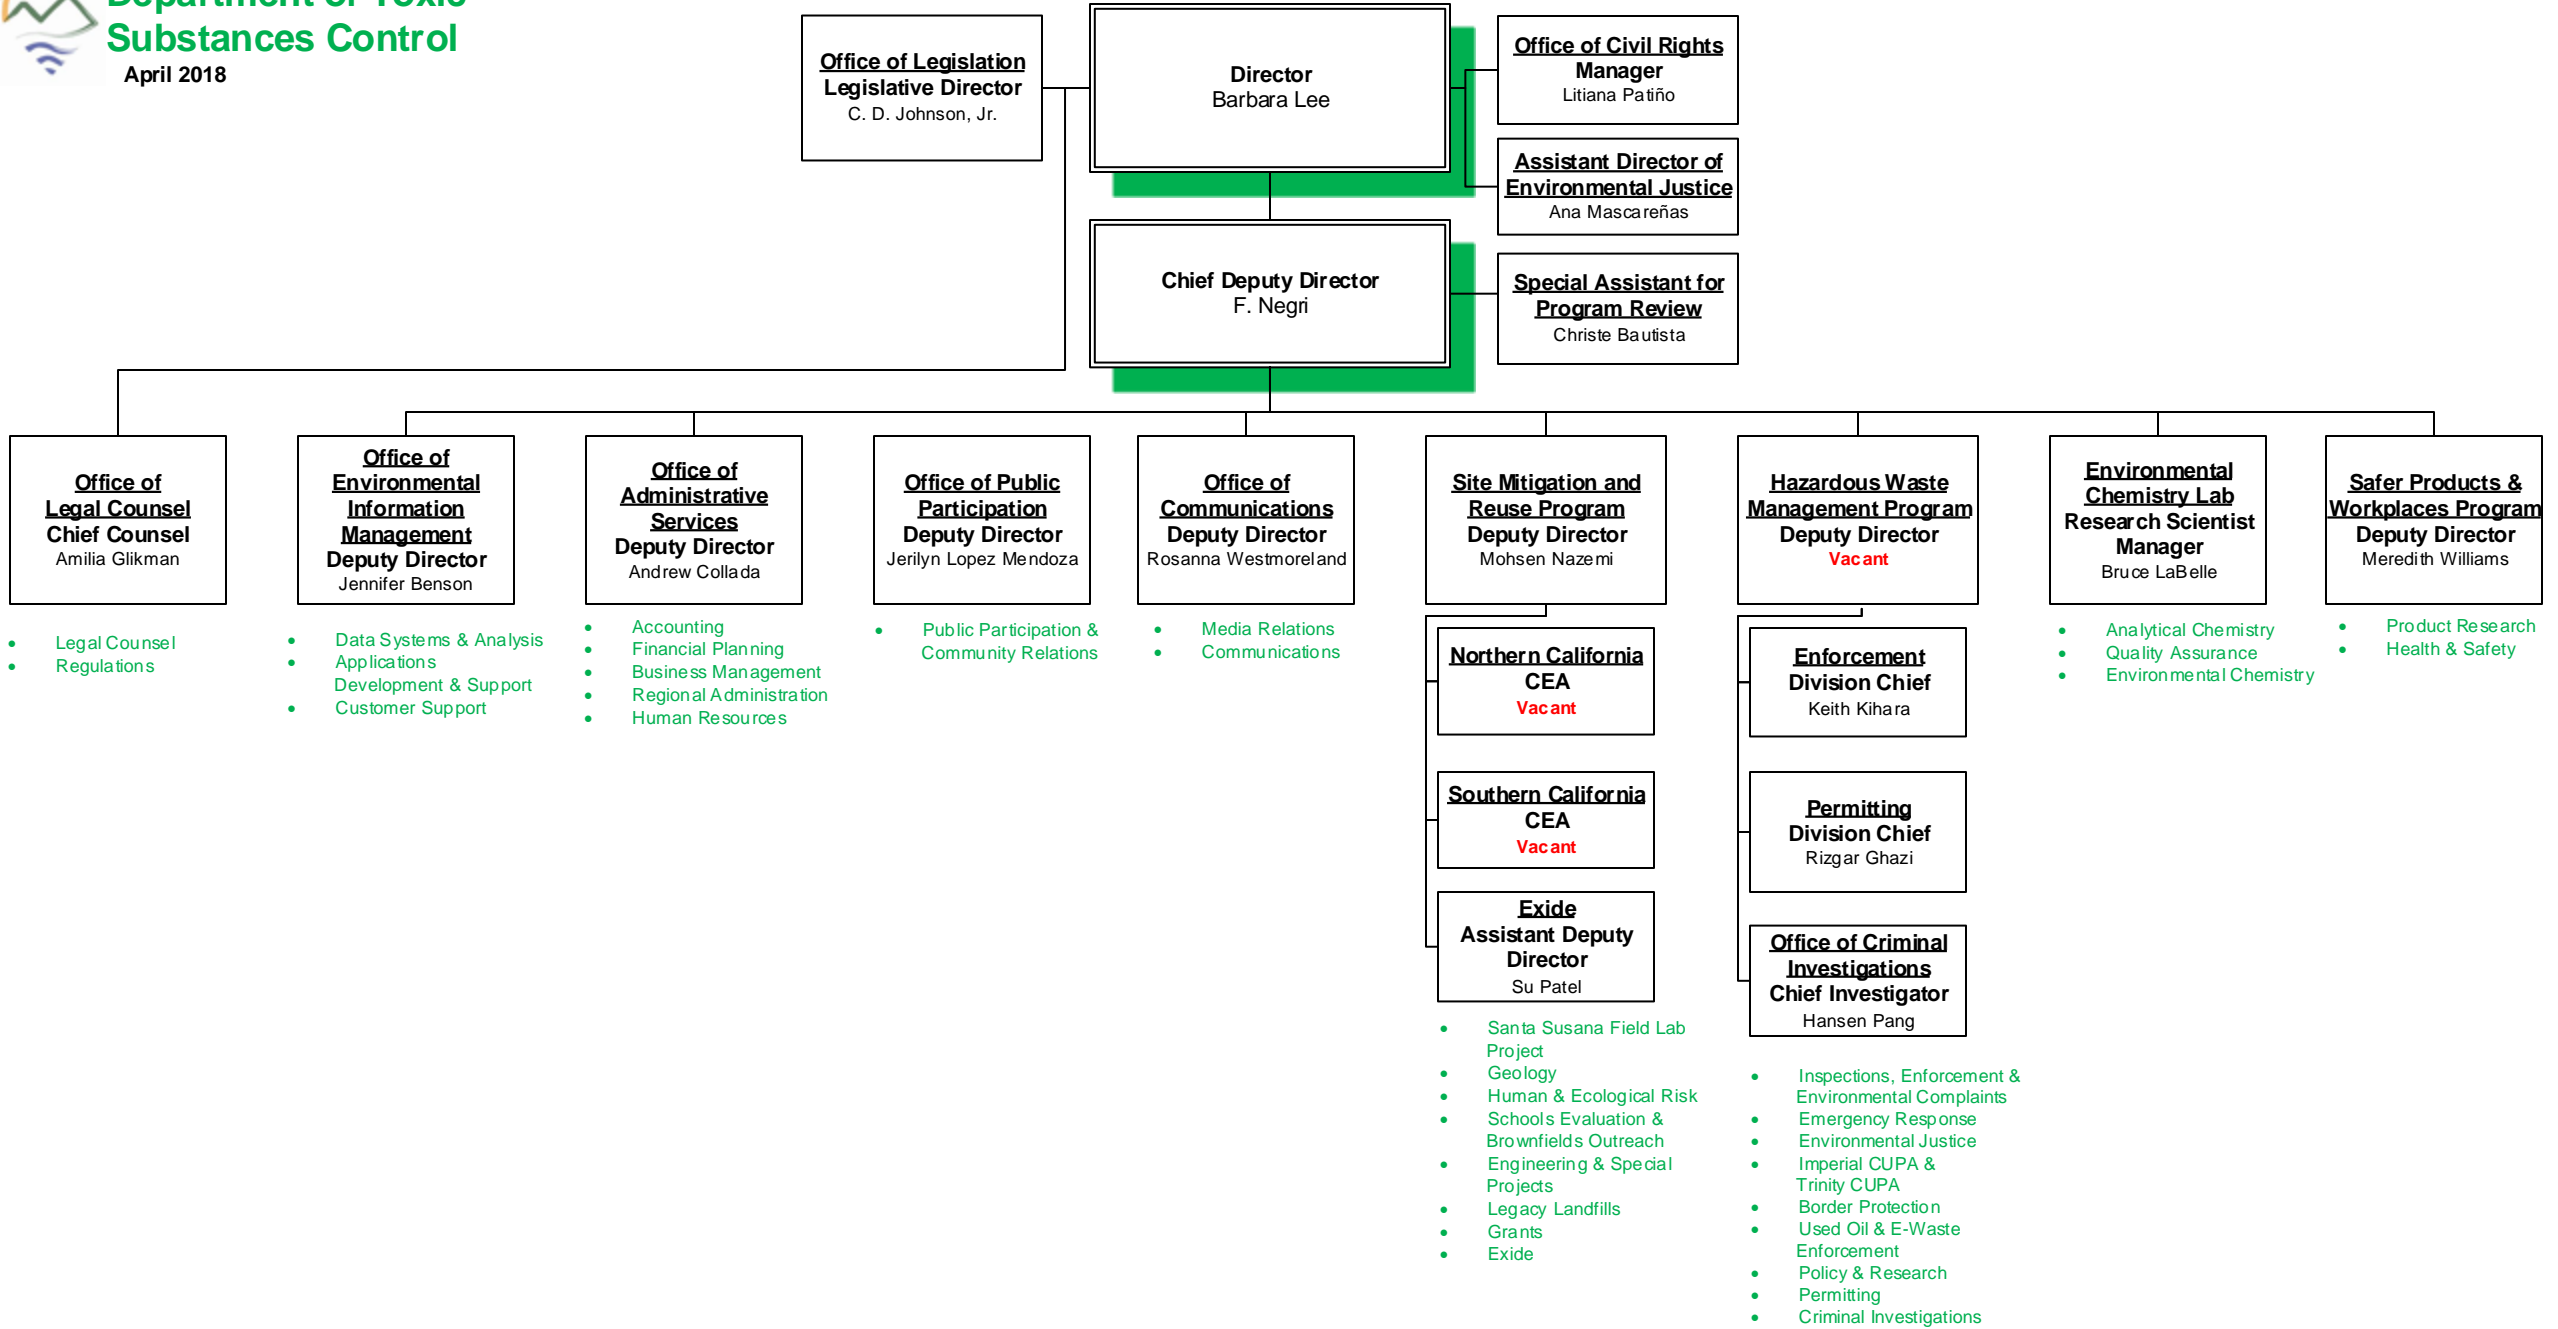 Department of Toxic
Substances Control
April 2018
Office of Legislation
Legislative Director
C. D. Johnson, Jr.
Director
Barbara Lee
Office of Civil Rights
Manager
Litiana Patiño
Assistant Director of
Environmental Justice
Ana Mascareñas
Chief Deputy Director
F. Negri
Special Assistant for
Program Review
Christe Bautista
Office of
Legal Counsel
Chief Counsel
Amilia Glikman
• Legal Counsel
• Regulations
Office of
Environmental
Information
Management
Deputy Director
Jennifer Benson
• Data Systems & Analysis
• Applications
Development & Support
• Customer Support
Office of
Administrative
Services
Deputy Director
Andrew Collada
• Accounting
• Financial Planning
• Business Management
• Regional Administration
• Human Resources
Office of Public
Participation
Deputy Director
Jerilyn Lopez Mendoza
• Public Participation &
Community Relations
Office of
Communications
Deputy Director
Rosanna Westmoreland
• Media Relations
• Communications
Site Mitigation and
Reuse Program
Deputy Director
Mohsen Nazemi
Northern California
CEA
Vacant
Southern California
CEA
Vacant
Exide
Assistant Deputy
Director
Su Patel
• Santa Susana Field Lab
Project
• Geology
• Human & Ecological Risk
• Schools Evaluation &
Brownfields Outreach
• Engineering & Special
Projects
• Legacy Landfills
• Grants
• Exide
Hazardous Waste
Management Program
Deputy Director
Vacant
Enforcement
Division Chief
Keith Kihara
Permitting
Division Chief
Rizgar Ghazi
Office of Criminal
Investigations
Chief Investigator
Hansen Pang
• Inspections, Enforcement &
Environmental Complaints
• Emergency Response
• Environmental Justice
• Imperial CUPA &
Trinity CUPA
• Border Protection
• Used Oil & E-Waste
Enforcement
• Policy & Research
• Permitting
• Criminal Investigations
Environmental
Chemistry Lab
Research Scientist
Manager
Bruce LaBelle
• Analytical Chemistry
• Quality Assurance
• Environmental Chemistry
Safer Products &
Workplaces Program
Deputy Director
Meredith Williams
• Product Research
• Health & Safety